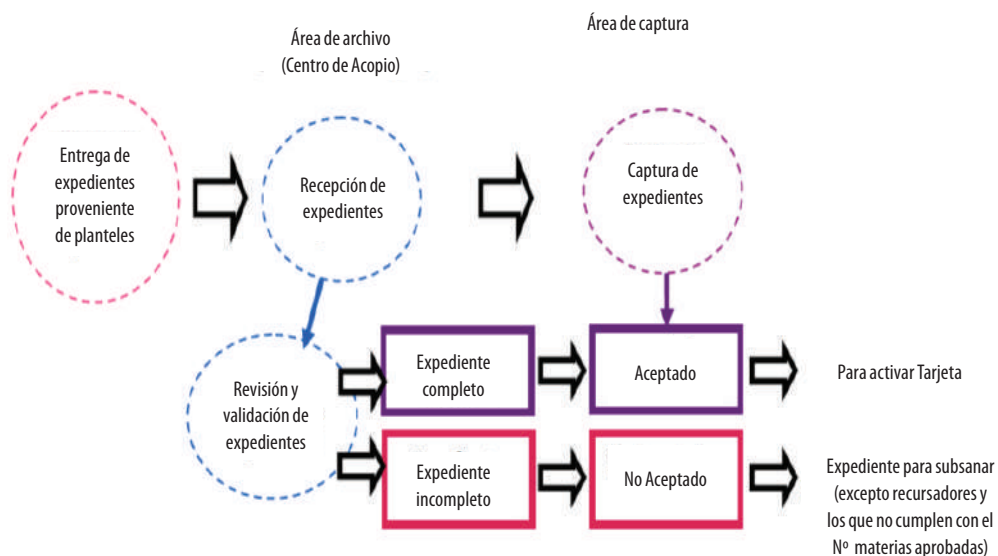 Área de archivo
(Centro de Acopio)
Área de captura
Entrega de
expedientes
proveniente
de planteles
Recepción de
expedientes
Captura de
expedientes
Revisión y
validación de
expedientes
Expediente
completo
Aceptado
Para activar Tarjeta
Expediente
incompleto
No Aceptado
Expediente para subsanar
(excepto recursadores y
los que no cumplen con el
Nº materias aprobadas)